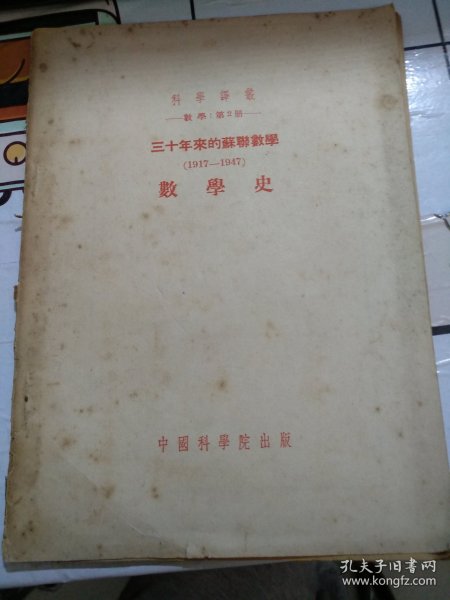 科學譯叢
——數學：第2冊——
三十年來的蘇聯數學
(1917—1947)
數學史
中國科學院出版
孔夫子旧书网
www.kongfz.com